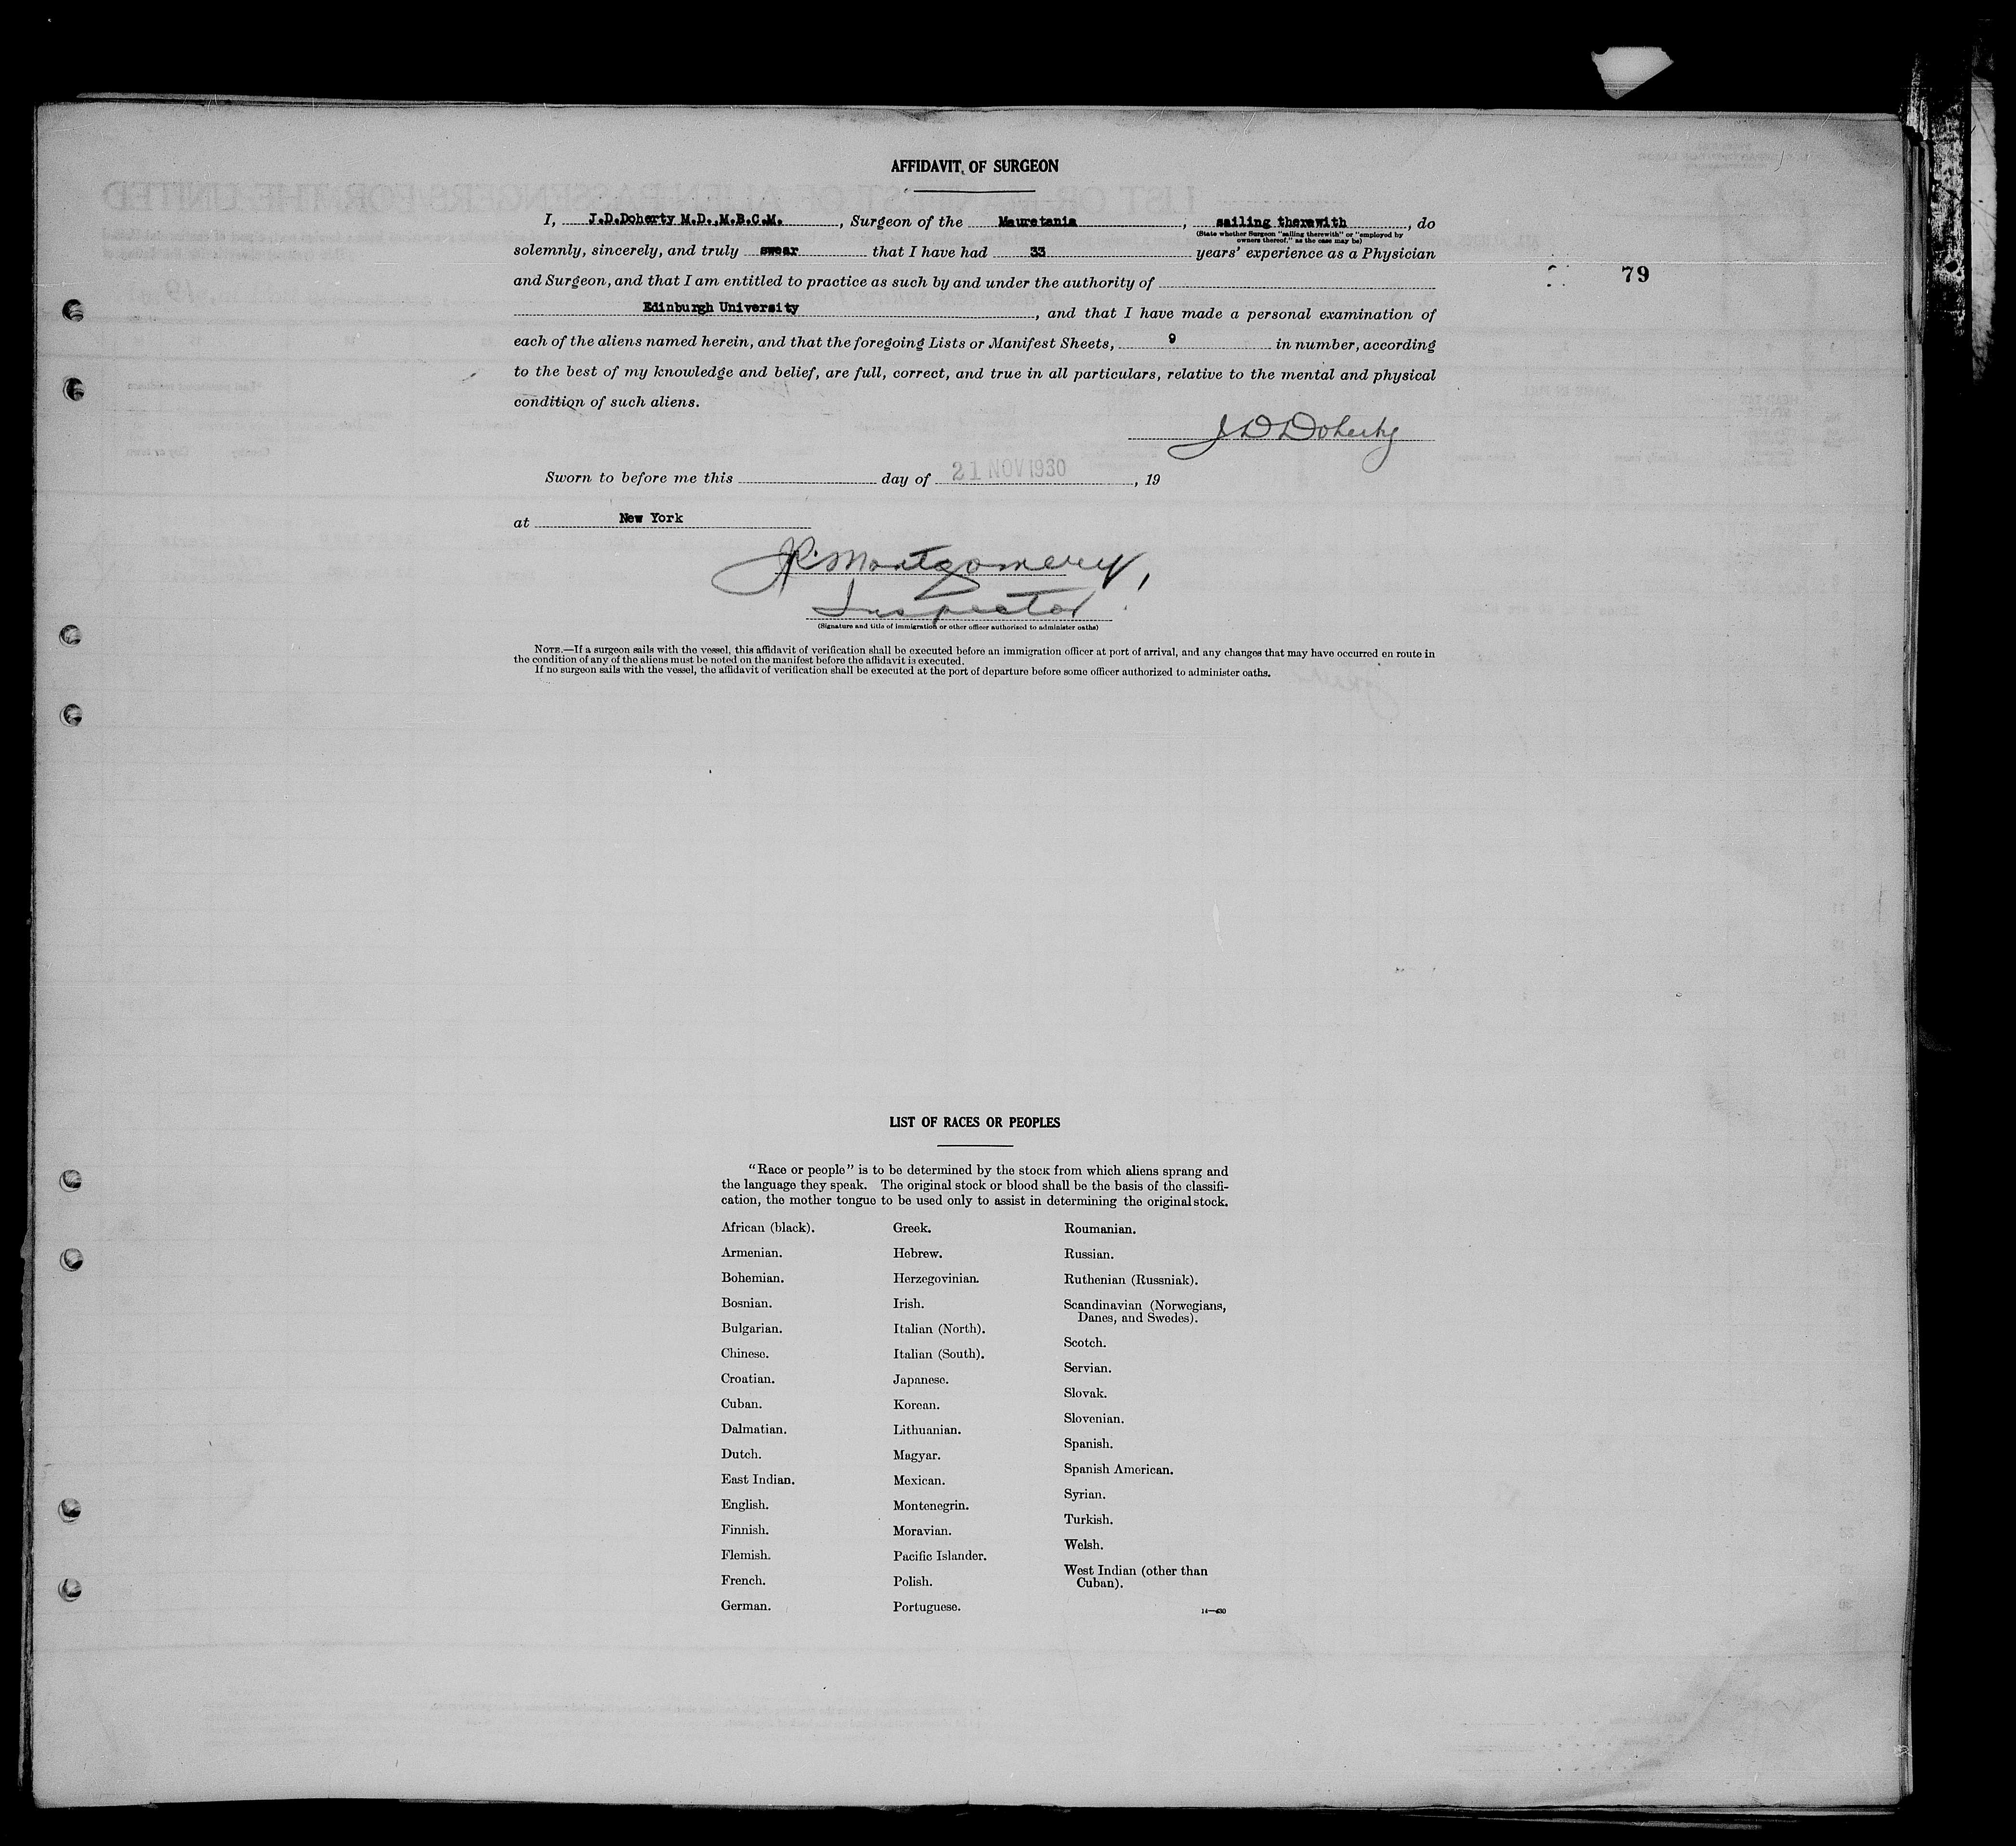 AFFIDAVIT OF SURGEON
I, J.D.Doherty M.D.,M.B.C.M. , Surgeon of the Mauretania , sailing therewith , do
(State whether Surgeon "sailing therewith" or "employed by
owners thereof," as the case may be)
solemnly, sincerely, and truly swear that I have had 33 years' experience as a Physician
and Surgeon, and that I am entitled to practice as such by and under the authority of
79
Edinburgh University , and that I have made a personal examination of
each of the aliens named herein, and that the foregoing Lists or Manifest Sheets, 9 in number, according
to the best of my knowledge and belief, are full, correct, and true in all particulars, relative to the mental and physical
condition of such aliens.
J D Doherty
Sworn to before me this day of 21 NOV 1930 , 19
at New York
J.R. Montgomery,
Inspector.
(Signature and title of immigration or other officer authorized to administer oaths)
NOTE.—If a surgeon sails with the vessel, this affidavit of verification shall be executed before an immigration officer at port of arrival, and any changes that may have occurred en route in
the condition of any of the aliens must be noted on the manifest before the affidavit is executed.
If no surgeon sails with the vessel, the affidavit of verification shall be executed at the port of departure before some officer authorized to administer oaths.
LIST OF RACES OR PEOPLES
"Race or people" is to be determined by the stock from which aliens sprang and
the language they speak. The original stock or blood shall be the basis of the classifi-
cation, the mother tongue to be used only to assist in determining the original stock.
African (black).
Armenian.
Bohemian.
Bosnian.
Bulgarian.
Chinese.
Croatian.
Cuban.
Dalmatian.
Dutch.
East Indian.
English.
Finnish.
Flemish.
French.
German.
Greek.
Hebrew.
Herzegovinian.
Irish.
Italian (North).
Italian (South).
Japanese.
Korean.
Lithuanian.
Magyar.
Mexican.
Montenegrin.
Moravian.
Pacific Islander.
Polish.
Portuguese.
Roumanian.
Russian.
Ruthenian (Russniak).
Scandinavian (Norwegians,
Danes, and Swedes).
Scotch.
Servian.
Slovak.
Slovenian.
Spanish.
Spanish American.
Syrian.
Turkish.
Welsh.
West Indian (other than
Cuban).
14—430